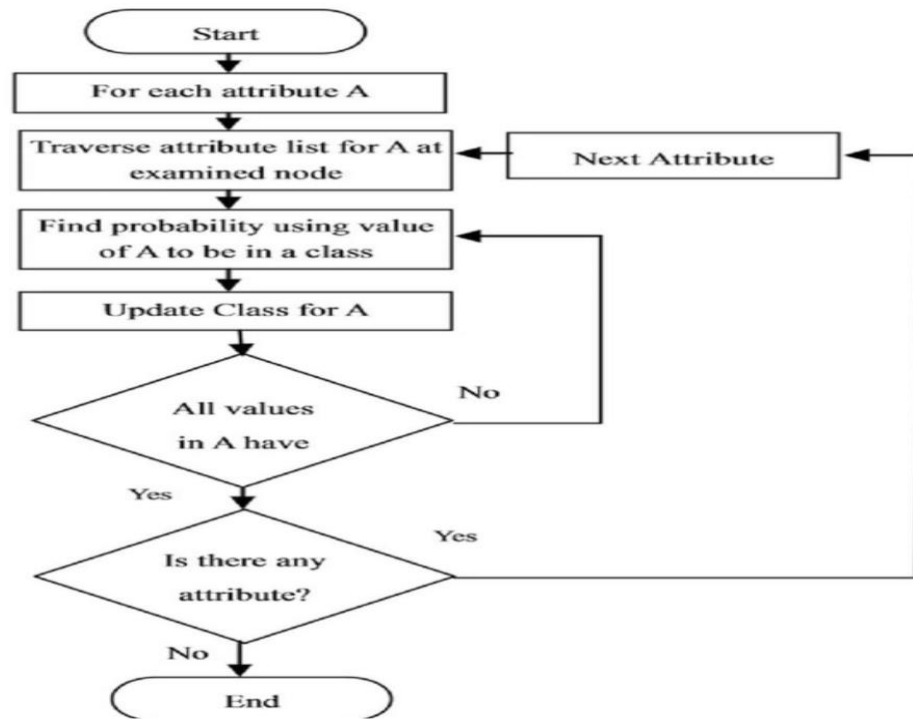 Start
For each attribute A
Traverse attribute list for A at
examined node
Next Attribute
Find probability using value
of A to be in a class
Update Class for A
All values
in A have
No
Yes
Is there any
attribute?
Yes
No
End